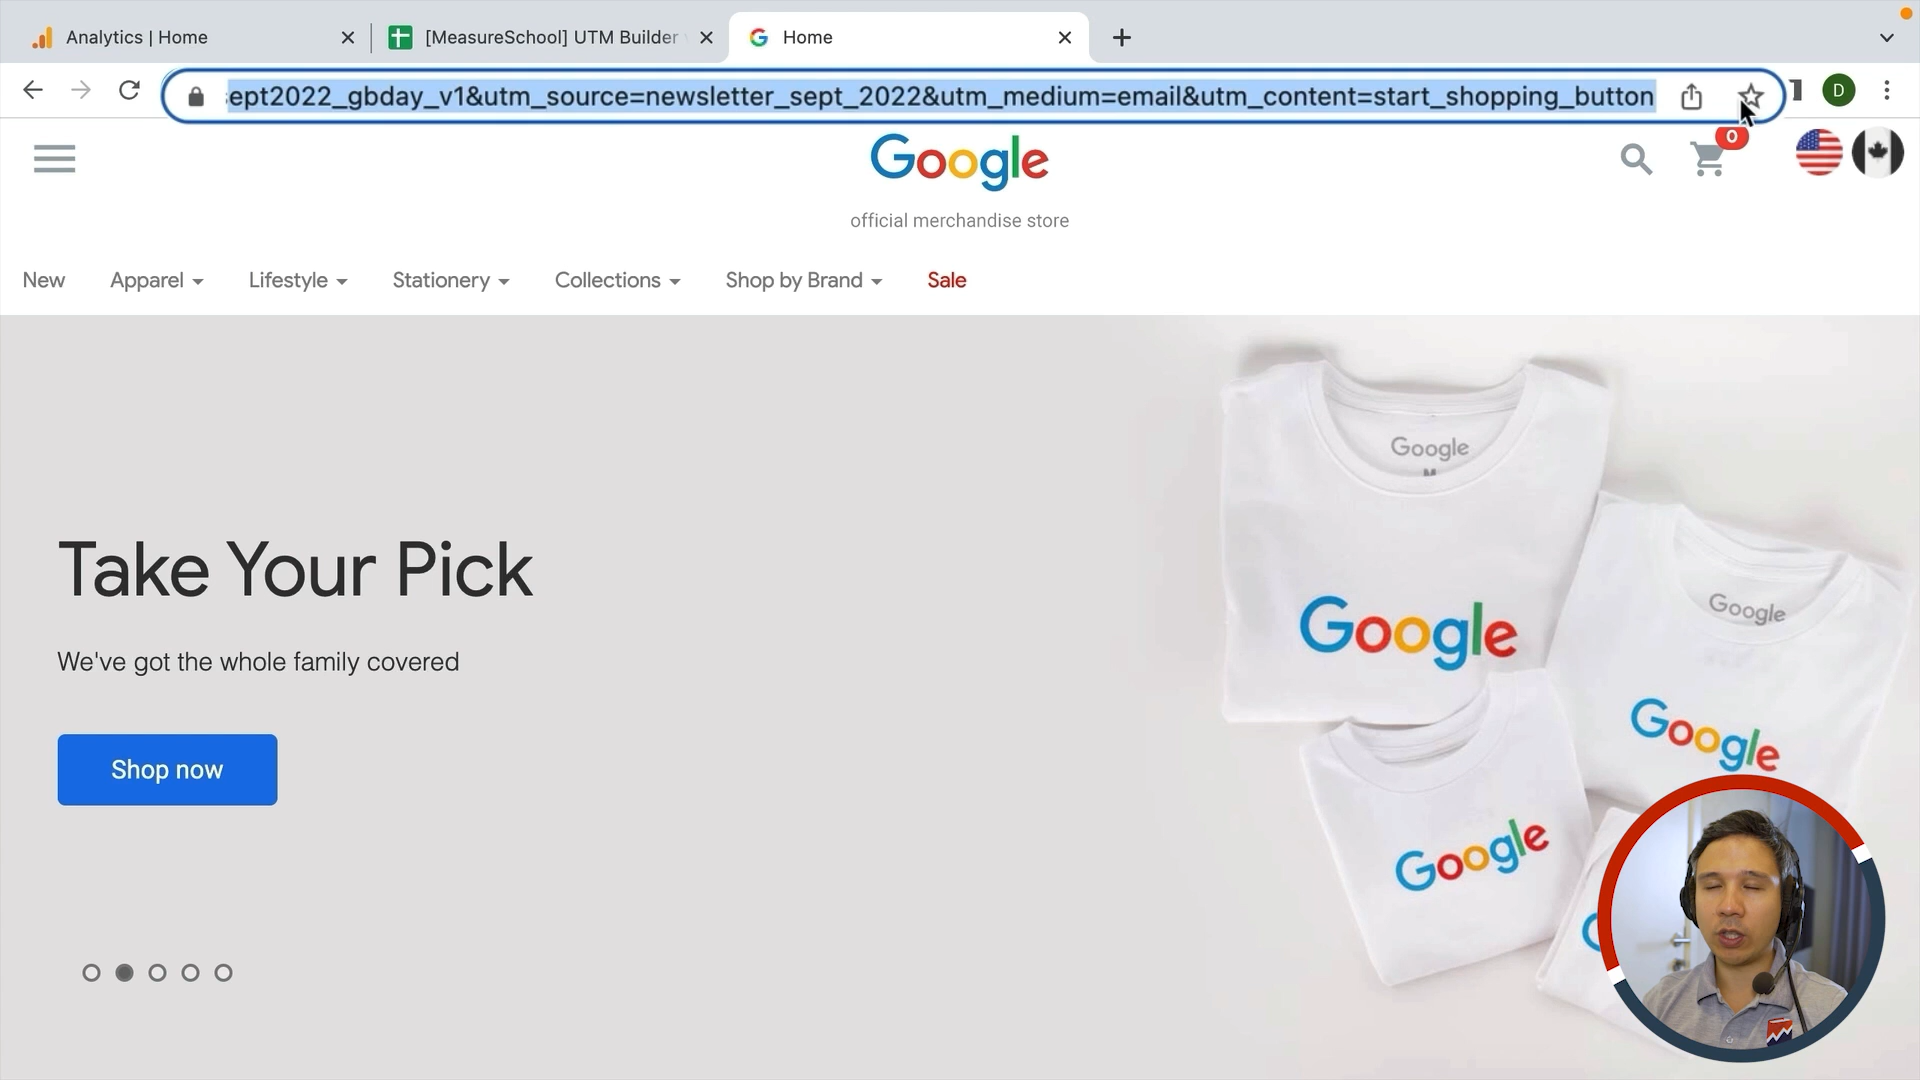 Analytics | Home
[MeasureSchool] UTM Builder
Home
ept2022_gbday_v1&utm_source=newsletter_sept_2022&utm_medium=email&utm_content=start_shopping_button
D
0
Google
official merchandise store
New
Apparel
Lifestyle
Stationery
Collections
Shop by Brand
Sale
Google
M
Google
Google
Google
Google
Take Your Pick
We've got the whole family covered
Shop now